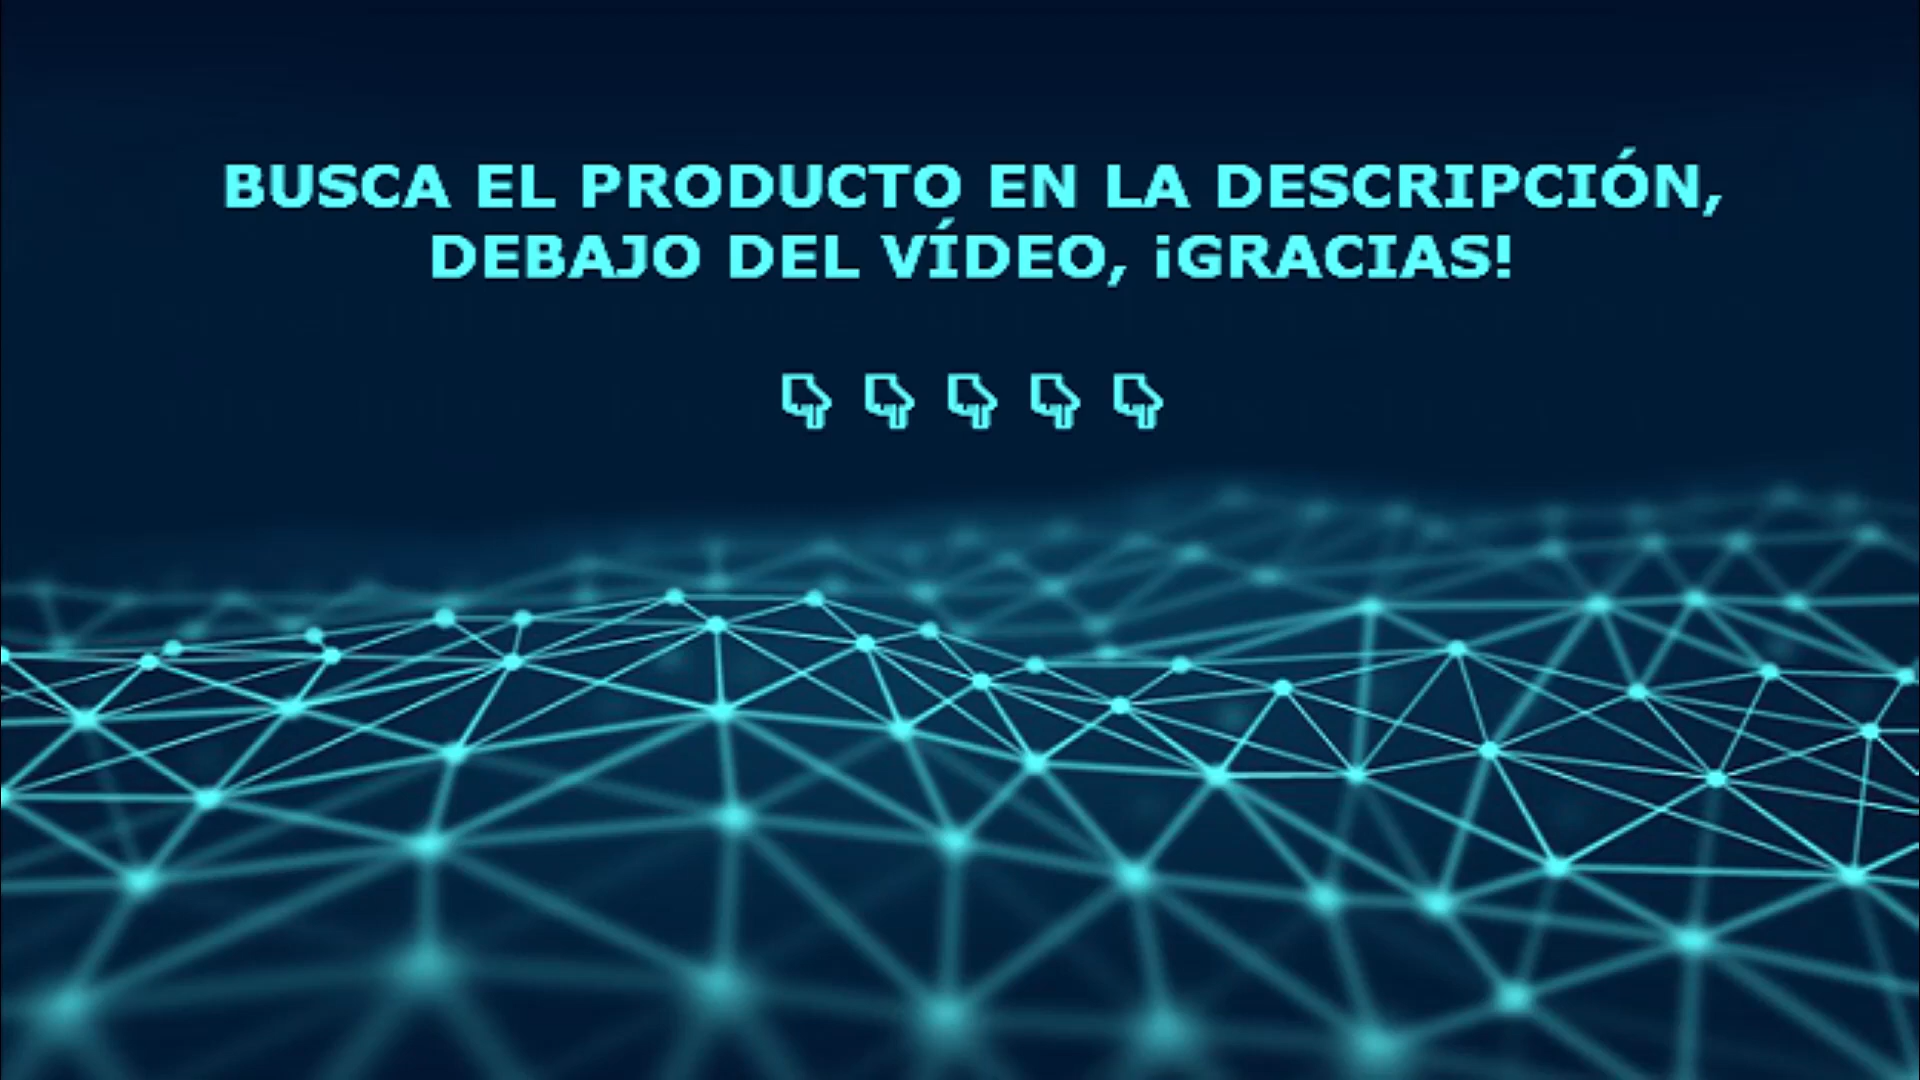 BUSCA EL PRODUCTO EN LA DESCRIPCIÓN,
DEBAJO DEL VÍDEO, ¡GRACIAS!
👇 👇 👇 👇 👇